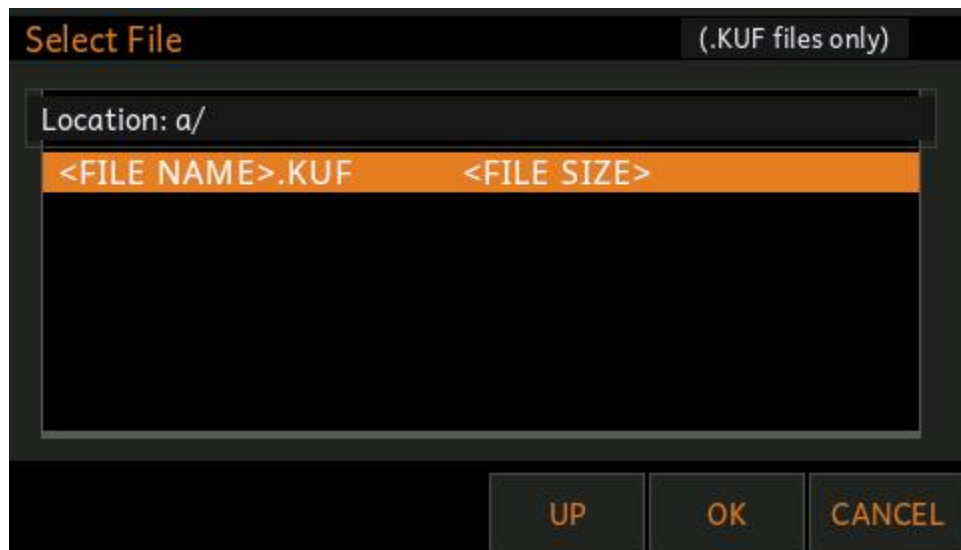 Select File (.KUF files only)
Location: a/
<FILE NAME>.KUF <FILE SIZE>
UP OK CANCEL